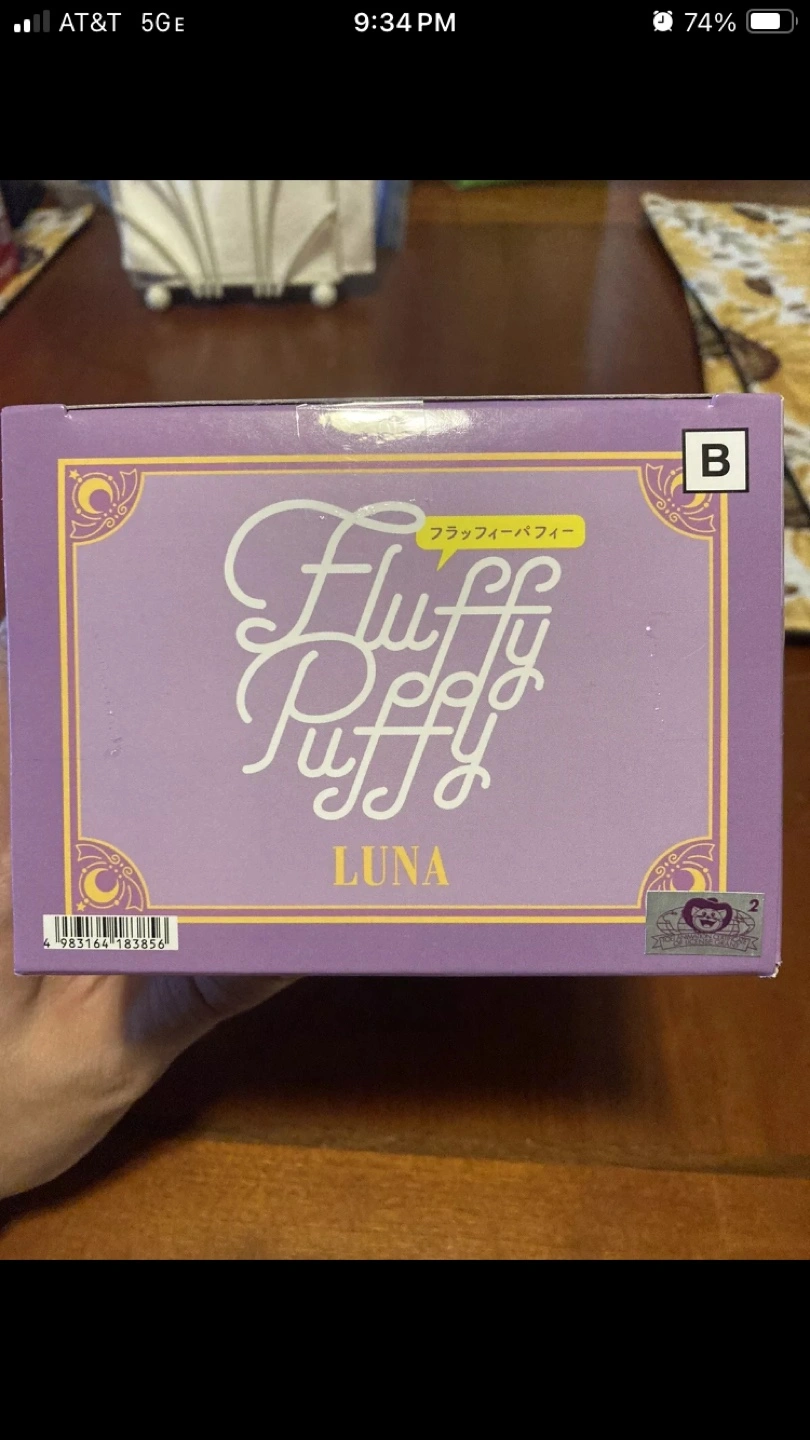 AT&T 5GE
9:34 PM
74%
B
Fluffy
フラッフィーパフィー
Puffy
LUNA
4 983164 183856
2